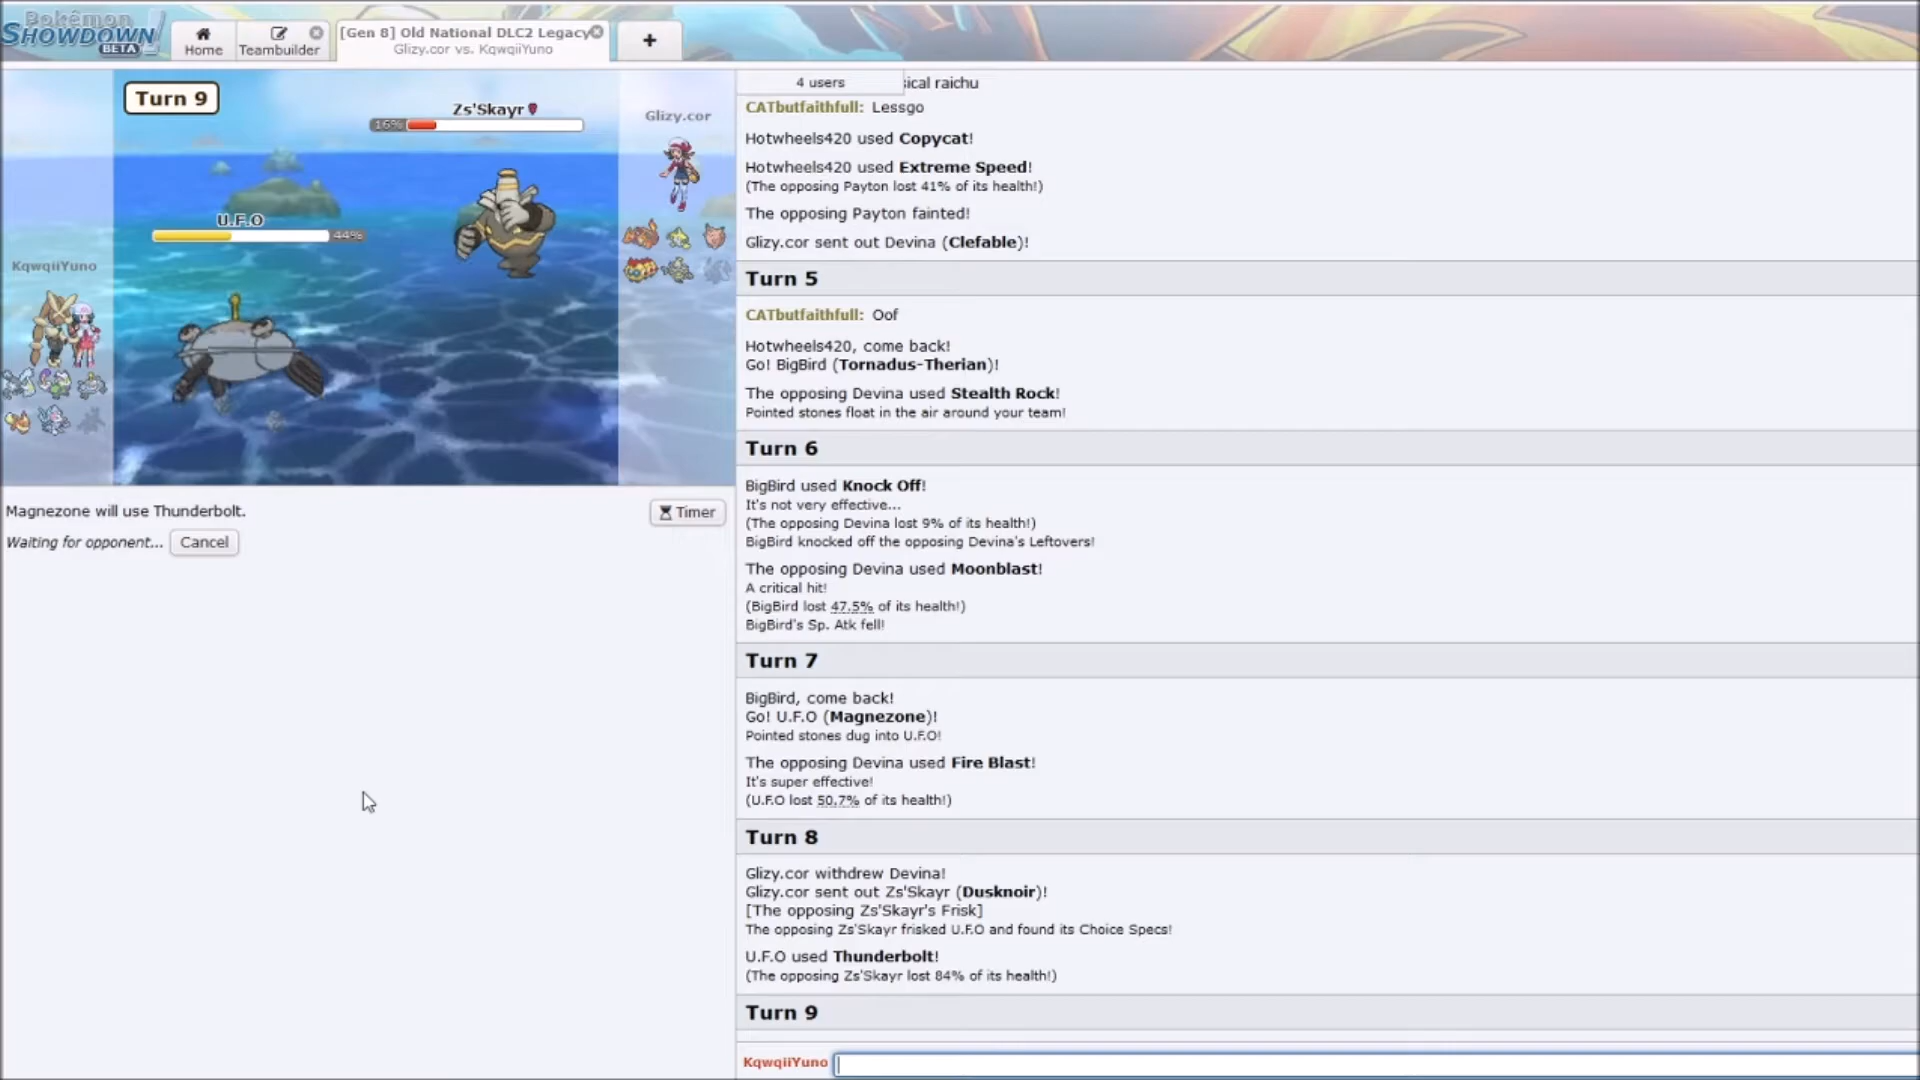 Pokémon
SHOWDOWN
BETA
Home
Teambuilder
[Gen 8] Old National DLC2 Legacy
Glizy.cor vs. KqwqiiYuno
+
Turn 9
Zs'Skayr
16%
Glizy.cor
U.F.O
44%
KqwqiiYuno
Magnezone will use Thunderbolt.
Timer
Waiting for opponent...
Cancel
4 users
sical raichu
CATbutfaithfull: Lessgo
Hotwheels420 used Copycat!
Hotwheels420 used Extreme Speed!
(The opposing Payton lost 41% of its health!)
The opposing Payton fainted!
Glizy.cor sent out Devina (Clefable)!
Turn 5
CATbutfaithfull: Oof
Hotwheels420, come back!
Go! BigBird (Tornadus-Therian)!
The opposing Devina used Stealth Rock!
Pointed stones float in the air around your team!
Turn 6
BigBird used Knock Off!
It's not very effective...
(The opposing Devina lost 9% of its health!)
BigBird knocked off the opposing Devina's Leftovers!
The opposing Devina used Moonblast!
A critical hit!
(BigBird lost 47.5% of its health!)
BigBird's Sp. Atk fell!
Turn 7
BigBird, come back!
Go! U.F.O (Magnezone)!
Pointed stones dug into U.F.O!
The opposing Devina used Fire Blast!
It's super effective!
(U.F.O lost 50.7% of its health!)
Turn 8
Glizy.cor withdrew Devina!
Glizy.cor sent out Zs'Skayr (Dusknoir)!
[The opposing Zs'Skayr's Frisk]
The opposing Zs'Skayr frisked U.F.O and found its Choice Specs!
U.F.O used Thunderbolt!
(The opposing Zs'Skayr lost 84% of its health!)
Turn 9
KqwqiiYuno